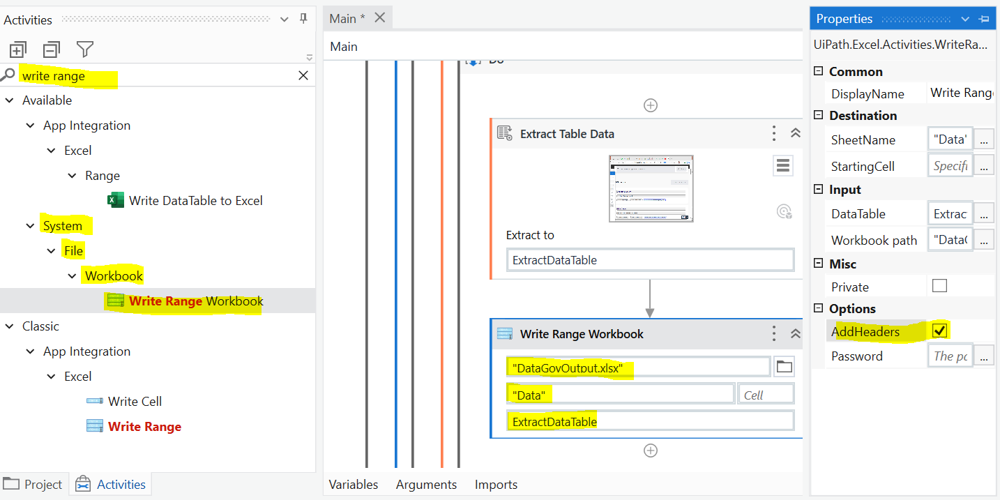 Activities
write range
Available
App Integration
Excel
Range
Write DataTable to Excel
System
File
Workbook
Write Range Workbook
Classic
App Integration
Excel
Write Cell
Write Range
Project
Activities
Main *
Main
Do
Extract Table Data
Extract to
ExtractDataTable
Write Range Workbook
"DataGovOutput.xlsx"
"Data"
Cell
ExtractDataTable
Variables
Arguments
Imports
Properties
UiPath.Excel.Activities.WriteRa...
Common
DisplayName Write Rang
Destination
SheetName "Data" ...
StartingCell Specifi ...
Input
DataTable Extrac ...
Workbook path "Data ...
Misc
Private
Options
AddHeaders
Password The pa ...